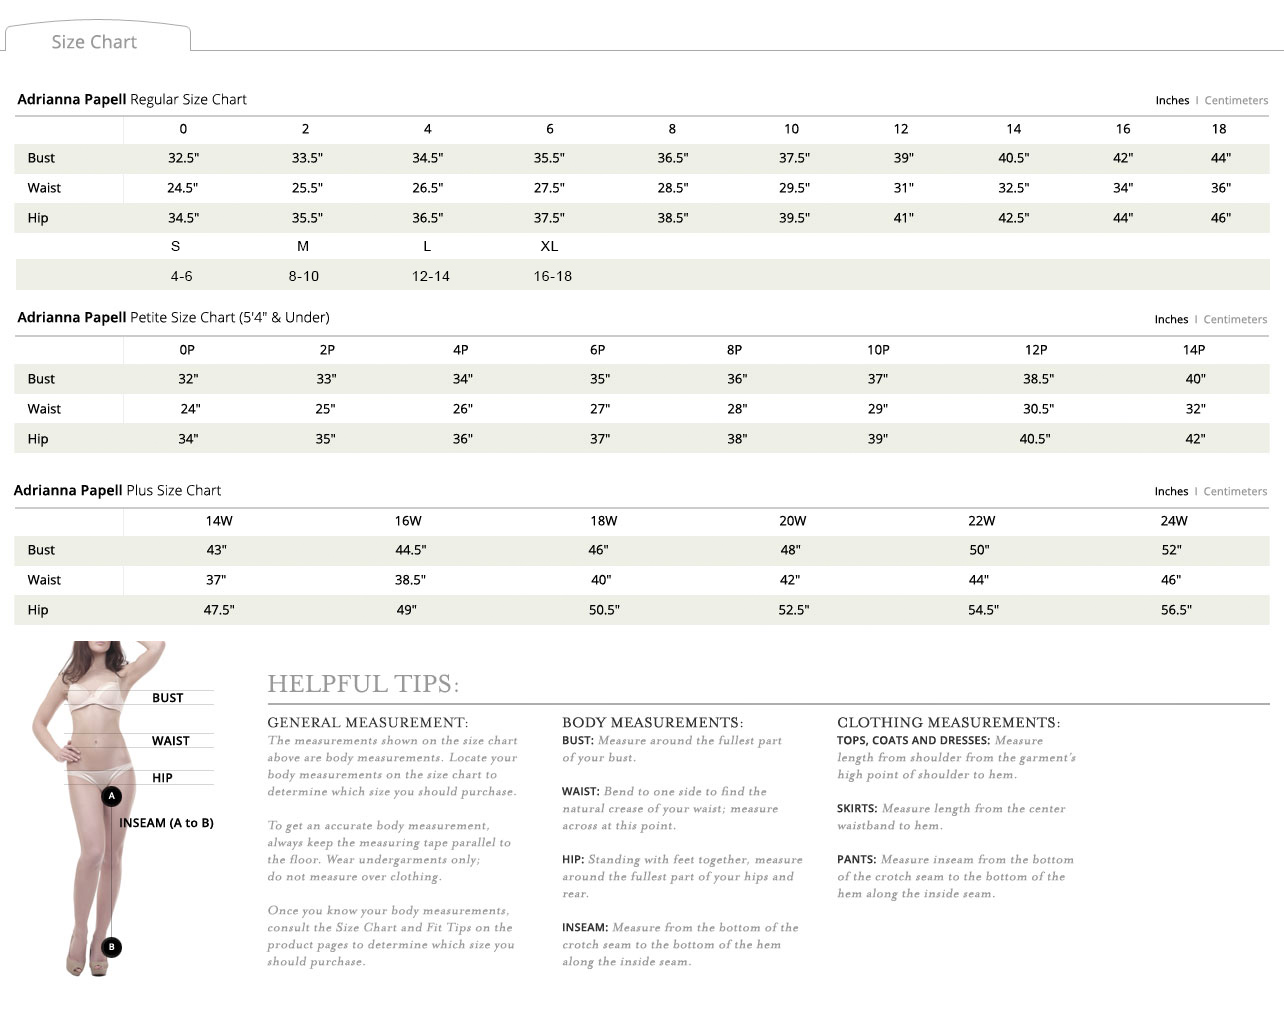 Size Chart
Adrianna Papell Regular Size Chart Inches | Centimeters
0 2 4 6 8 10 12 14 16 18
Bust 32.5" 33.5" 34.5" 35.5" 36.5" 37.5" 39" 40.5" 42" 44"
Waist 24.5" 25.5" 26.5" 27.5" 28.5" 29.5" 31" 32.5" 34" 36"
Hip 34.5" 35.5" 36.5" 37.5" 38.5" 39.5" 41" 42.5" 44" 46"
S M L XL
4-6 8-10 12-14 16-18
Adrianna Papell Petite Size Chart (5'4" & Under) Inches | Centimeters
0P 2P 4P 6P 8P 10P 12P 14P
Bust 32" 33" 34" 35" 36" 37" 38.5" 40"
Waist 24" 25" 26" 27" 28" 29" 30.5" 32"
Hip 34" 35" 36" 37" 38" 39" 40.5" 42"
Adrianna Papell Plus Size Chart Inches | Centimeters
14W 16W 18W 20W 22W 24W
Bust 43" 44.5" 46" 48" 50" 52"
Waist 37" 38.5" 40" 42" 44" 46"
Hip 47.5" 49" 50.5" 52.5" 54.5" 56.5"
BUST
WAIST
HIP
A
INSEAM (A to B)
B
HELPFUL TIPS:
GENERAL MEASUREMENT:
The measurements shown on the size chart
above are body measurements. Locate your
body measurements on the size chart to
determine which size you should purchase.
To get an accurate body measurement,
always keep the measuring tape parallel to
the floor. Wear undergarments only;
do not measure over clothing.
Once you know your body measurements,
consult the Size Chart and Fit Tips on the
product pages to determine which size you
should purchase.
BODY MEASUREMENTS:
BUST: Measure around the fullest part
of your bust.
WAIST: Bend to one side to find the
natural crease of your waist; measure
across at this point.
HIP: Standing with feet together, measure
around the fullest part of your hips and
rear.
INSEAM: Measure from the bottom of the
crotch seam to the bottom of the hem
along the inside seam.
CLOTHING MEASUREMENTS:
TOPS, COATS AND DRESSES: Measure
length from shoulder from the garment's
high point of shoulder to hem.
SKIRTS: Measure length from the center
waistband to hem.
PANTS: Measure inseam from the bottom
of the crotch seam to the bottom of the
hem along the inside seam.